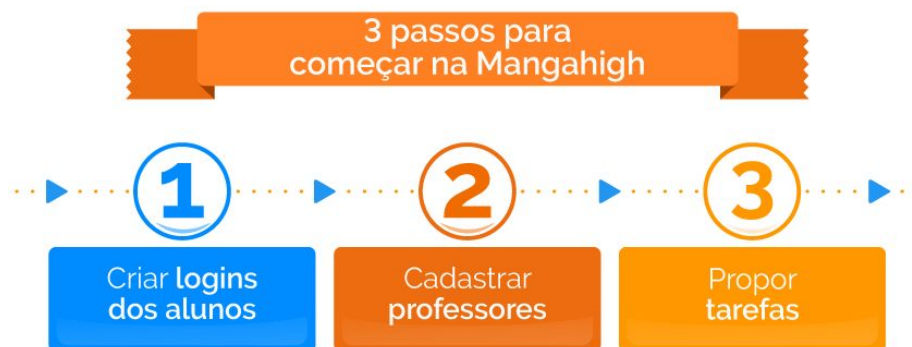 3 passos para
começar na Mangahigh
1
2
3
Criar logins
dos alunos
Cadastrar
professores
Propor
tarefas